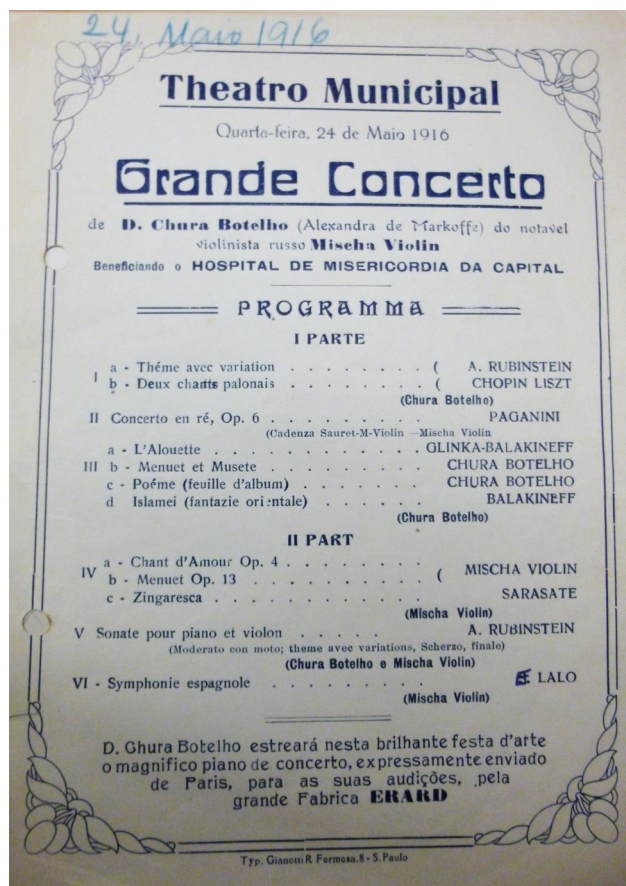 24, Maio 1916
Theatro Municipal
Quarta-feira, 24 de Maio 1916
Grande Concerto
de D. Chura Botelho (Alexandra de Markoffe) do notavel
violinista russo Mischa Violin
Beneficiando o HOSPITAL DE MISERICORDIA DA CAPITAL
PROGRAMMA
I PARTE
I a - Théme avec variation . . . . . . . . ( A. RUBINSTEIN
b - Deux chants palonais . . . . . . . ( CHOPIN LISZT
(Chura Botelho)
II Concerto en ré, Op. 6 . . . . . . . . . PAGANINI
(Cadenza Sauret-M-Violin —Mischa Violin
a - L'Alouette . . . . . . . . . . . . . GLINKA-BALAKINEFF
III b - Menuet et Musete . . . . . . . . . CHURA BOTELHO
c - Poéme (feuille d'album) . . . . . . . CHURA BOTELHO
d Islamei (fantazie orientale) . . . . . . BALAKINEFF
(Chura Botelho)
II PART
IV a - Chant d'Amour Op. 4 . . . . . . . .
b - Menuet Op. 13 . . . . . . . . . ( MISCHA VIOLIN
c - Zingaresca . . . . . . . . . . . . SARASATE
(Mischa Violin)
V Sonate pour piano et violon . . . . . A. RUBINSTEIN
(Moderato con moto; theme avec variations, Scherzo, finale)
(Chura Botelho e Mischa Violin)
VI - Symphonie espagnole . . . . . . . . . E LALO
(Mischa Violin)
D. Ghura Botelho estreará nesta brilhante festa d'arte
o magnifico piano de concerto, expressamente enviado
de Paris, para as suas audições, pela
grande Fabrica ERARD
Typ. Gianotti R. Formosa, 8 - S. Paulo